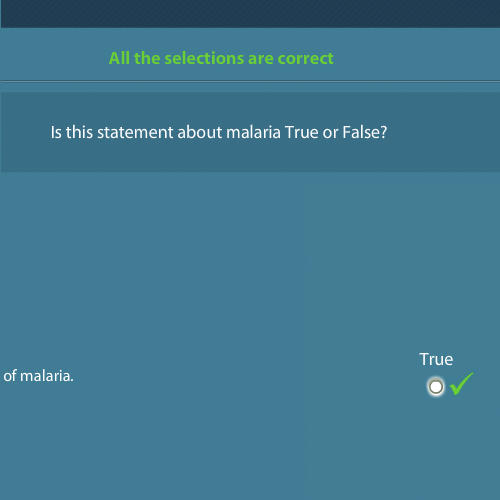 All the selections are correct
Is this statement about malaria True or False?
True
of malaria.